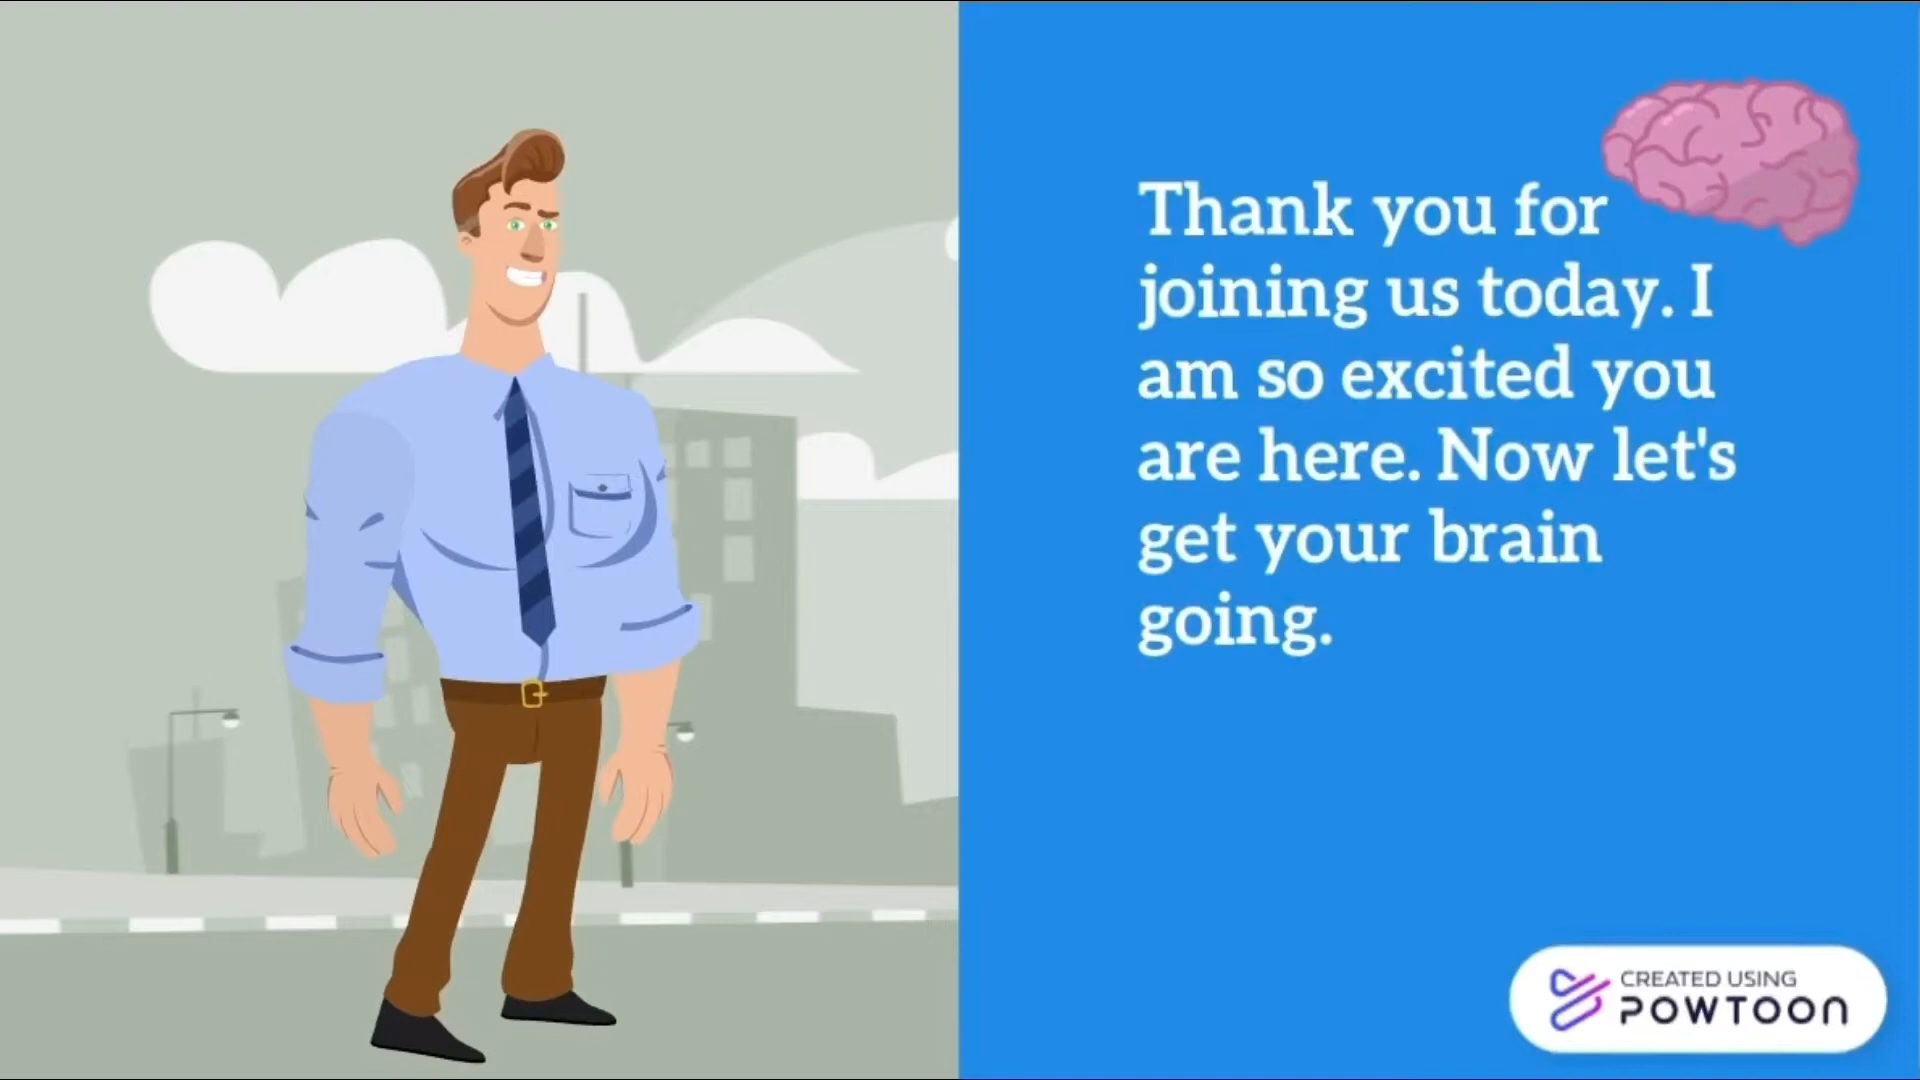 Thank you for
joining us today. I
am so excited you
are here. Now let's
get your brain
going.
CREATED USING
POWTOON